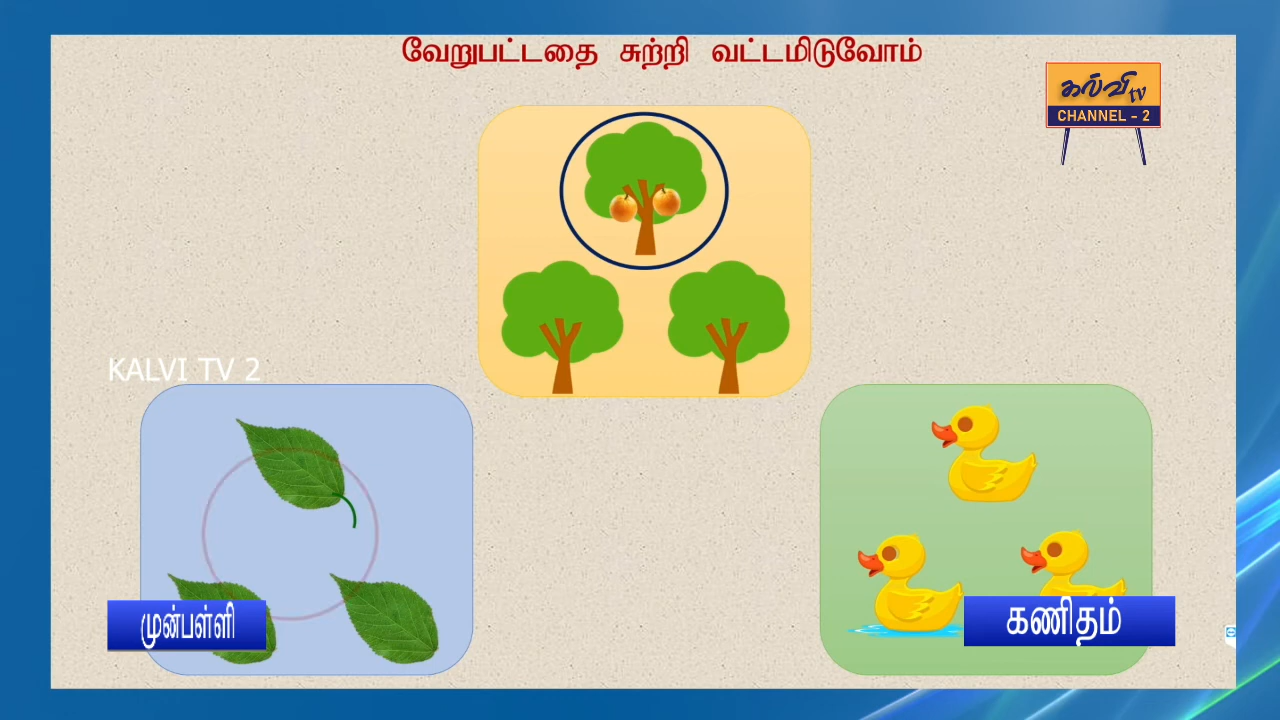 வேறுபட்டதை சுற்றி வட்டமிடுவோம்
கல்வி TV
CHANNEL - 2
KALVI TV 2
முன்பள்ளி
கணிதம்